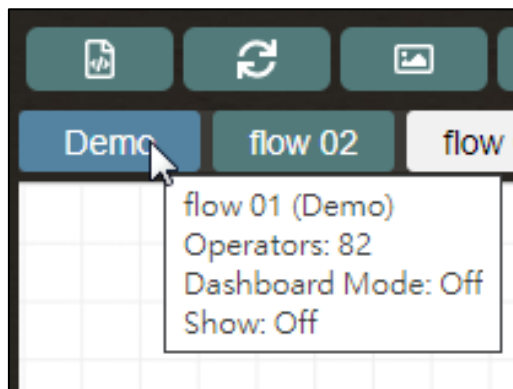 Demo flow 02 flow
flow 01 (Demo)
Operators: 82
Dashboard Mode: Off
Show: Off